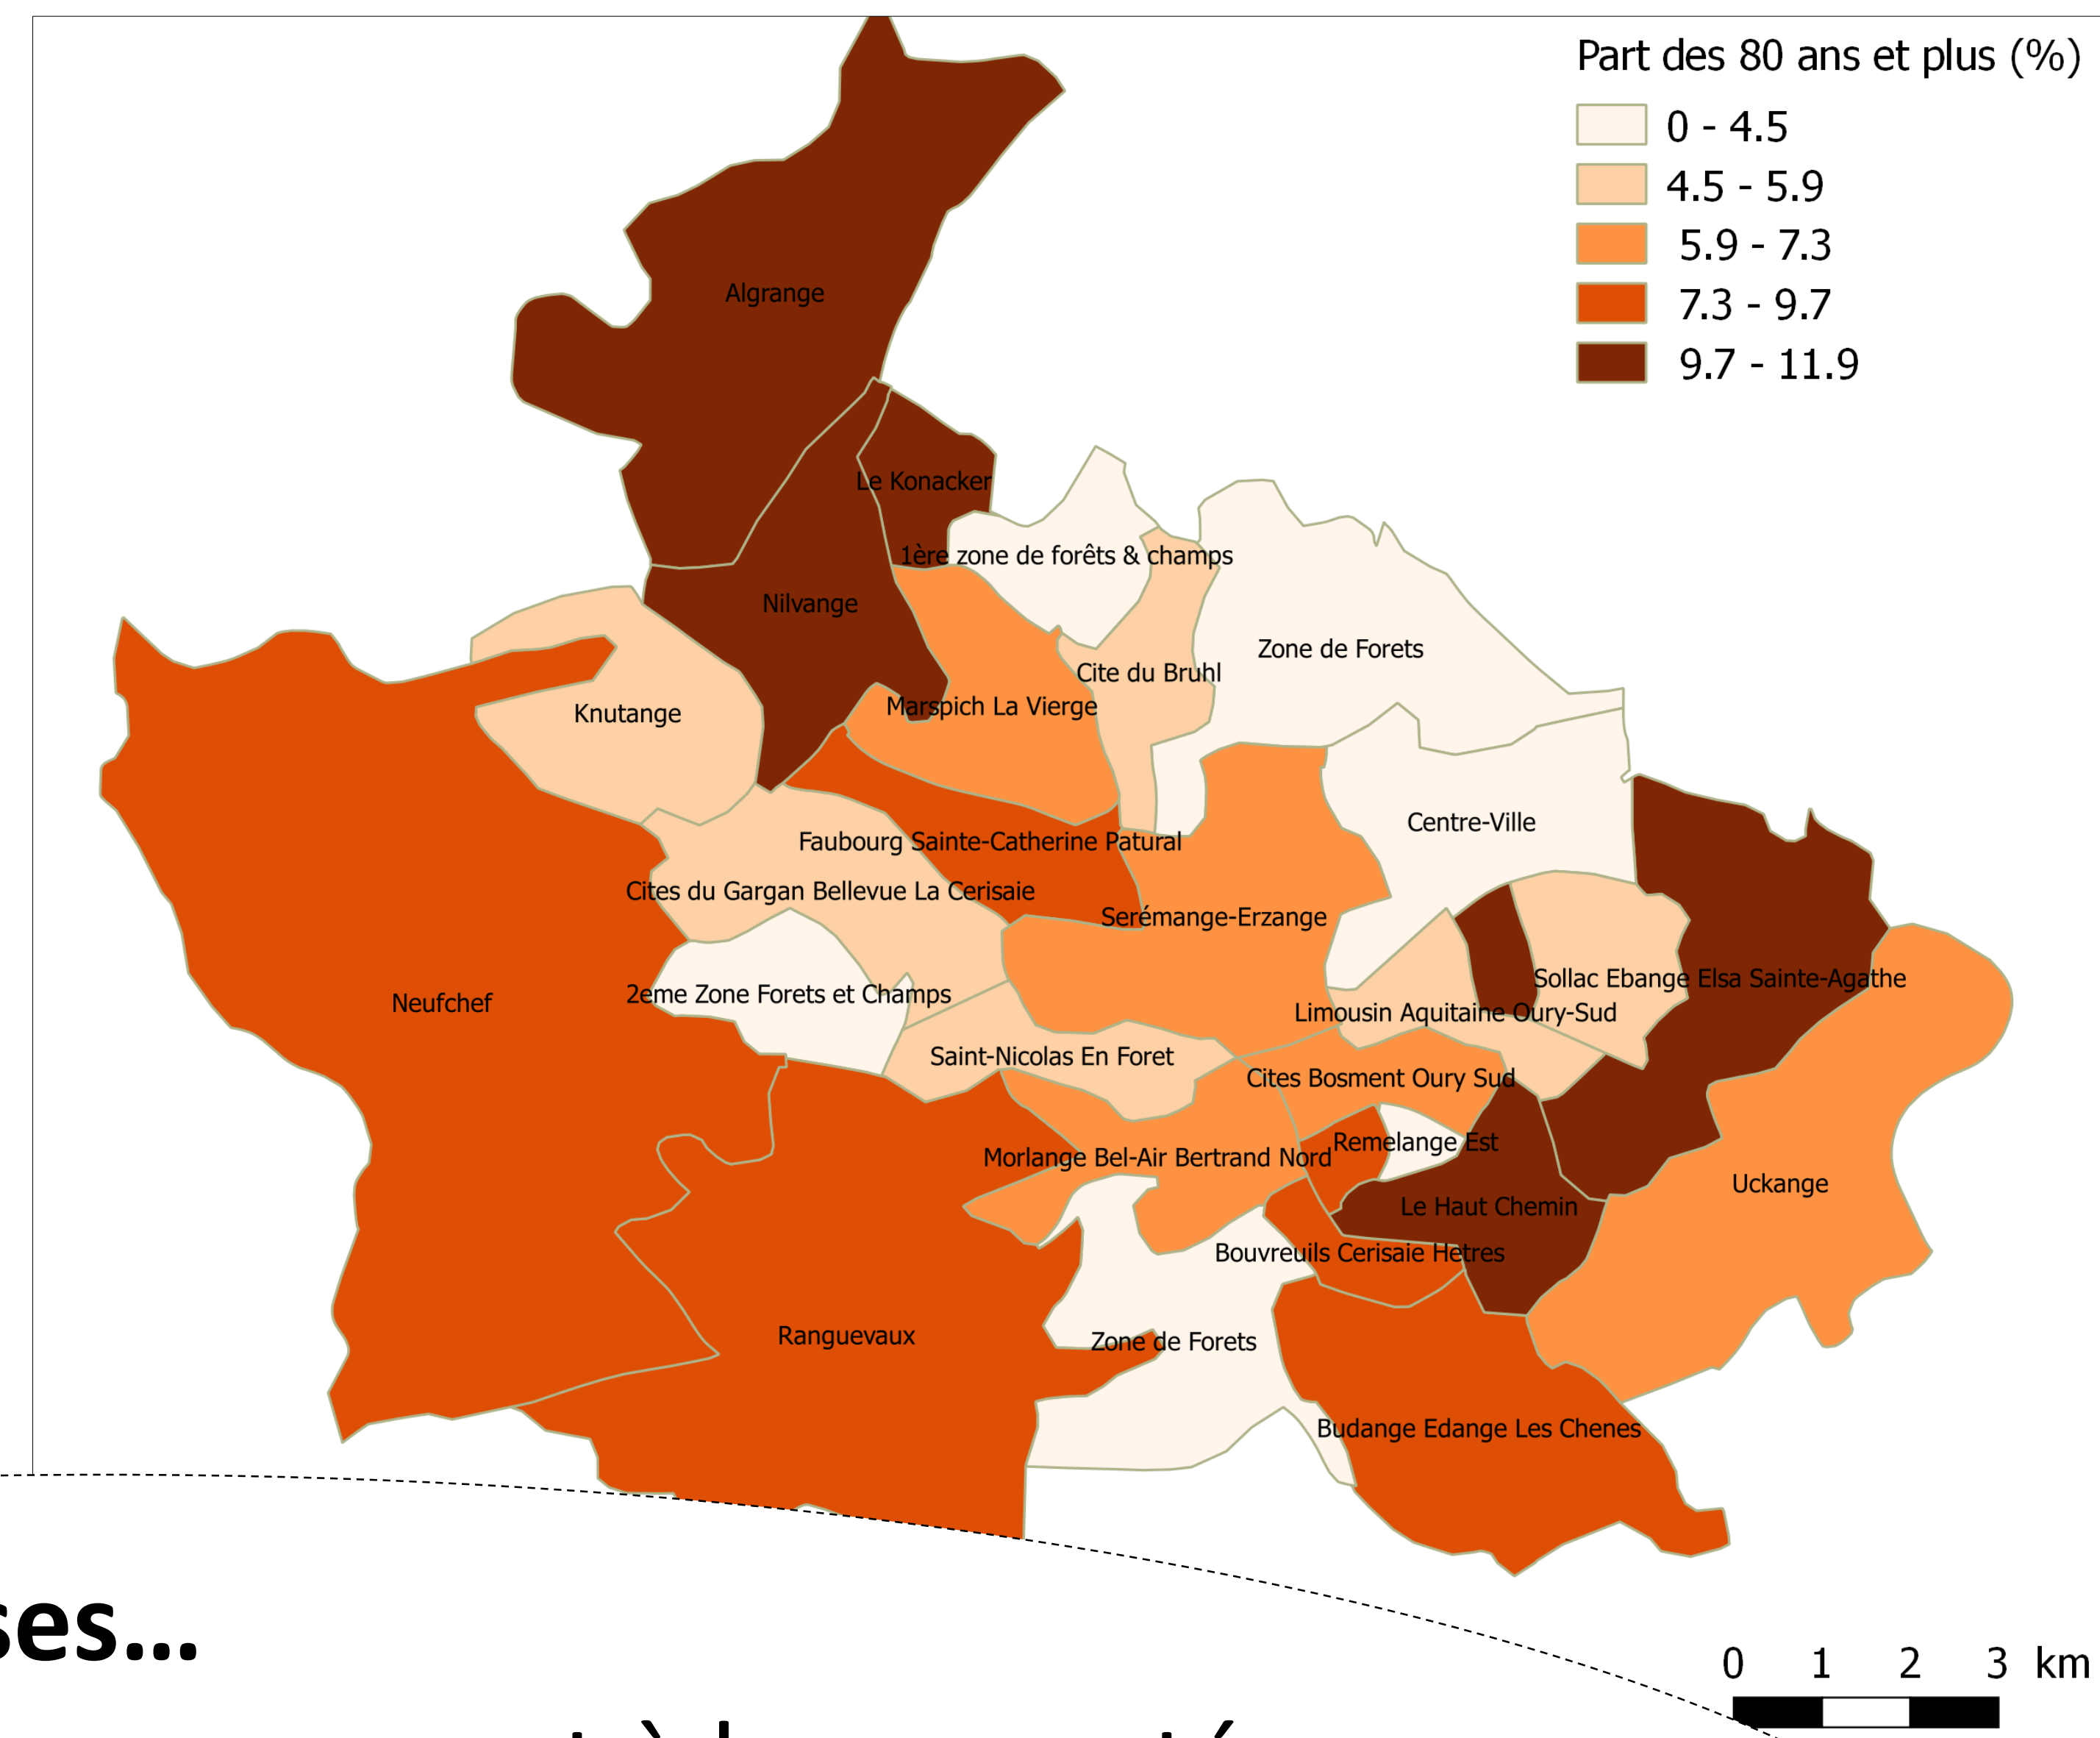 Part des 80 ans et plus (%)
0 - 4.5
4.5 - 5.9
5.9 - 7.3
7.3 - 9.7
9.7 - 11.9
Algrange
Le Konacker
1ère zone de forêts & champs
Nilvange
Zone de Forets
Cite du Bruhl
Marspich La Vierge
Knutange
Centre-Ville
Faubourg Sainte-Catherine Patural
Cites du Gargan Bellevue La Cerisaie
Serémange-Erzange
Sollac Ebange Elsa Sainte-Agathe
2eme Zone Forets et Champs
Neufchef
Limousin Aquitaine Oury-Sud
Saint-Nicolas En Foret
Cites Bosment Oury Sud
Remelange Est
Morlange Bel-Air Bertrand Nord
Uckange
Le Haut Chemin
Bouvreuils Cerisaie Hetres
Ranguevaux
Zone de Forets
Budange Edange Les Chenes
ses...
0 1 2 3 km